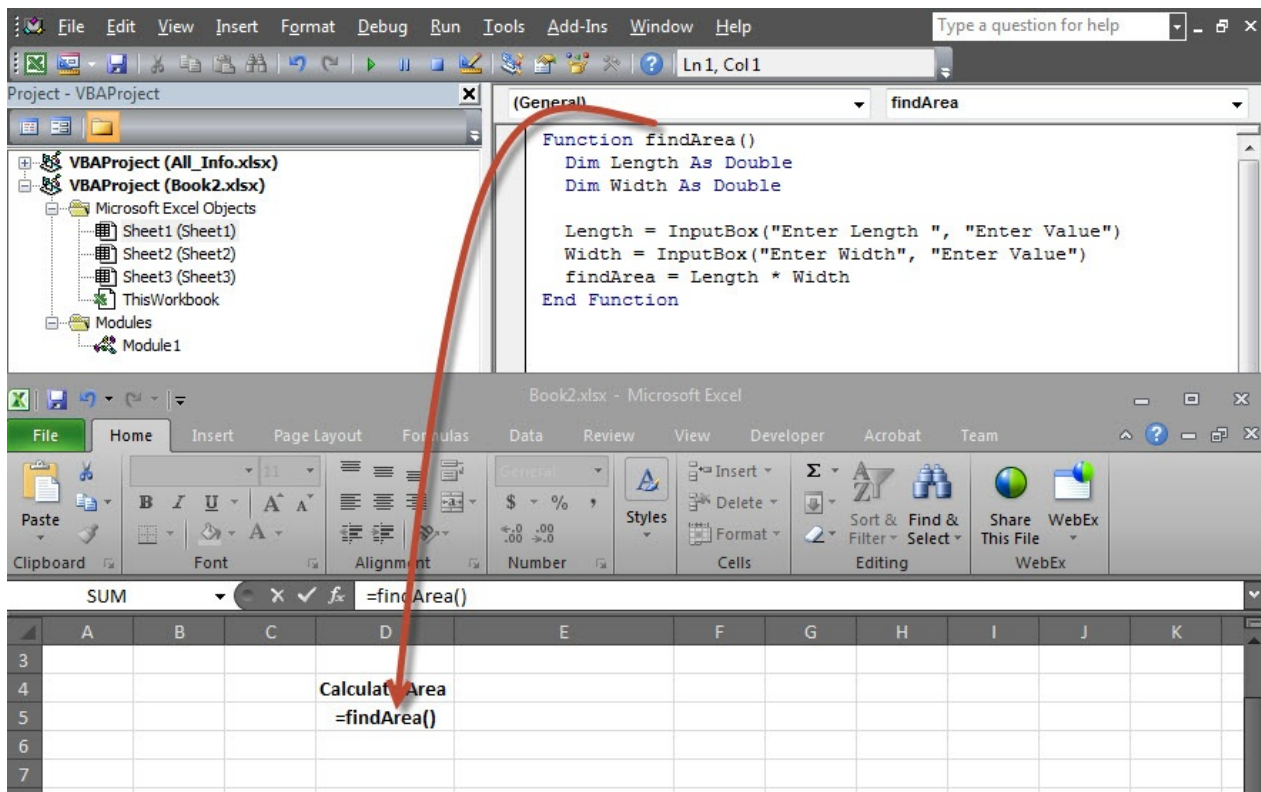 File Edit View Insert Format Debug Run Tools Add-Ins Window Help Type a question for help
Ln 1, Col 1
Project - VBAProject
(General) findArea
VBAProject (All_Info.xlsx)
VBAProject (Book2.xlsx)
Microsoft Excel Objects
Sheet1 (Sheet1)
Sheet2 (Sheet2)
Sheet3 (Sheet3)
ThisWorkbook
Modules
Module1
Function findArea()
Dim Length As Double
Dim Width As Double
Length = InputBox("Enter Length ", "Enter Value")
Width = InputBox("Enter Width", "Enter Value")
findArea = Length * Width
End Function
Book2.xlsx - Microsoft Excel
File Home Insert Page Layout Formulas Data Review View Developer Acrobat Team
11 General Insert Σ
B I U A A $ % , Styles Delete
Paste A Format Sort & Filter Find & Select Share This File WebEx
Clipboard Font Alignment Number Cells Editing WebEx
SUM fx =findArea()
A B C D E F G H I J K
3
4 Calculate Area
5 =findArea()
6
7